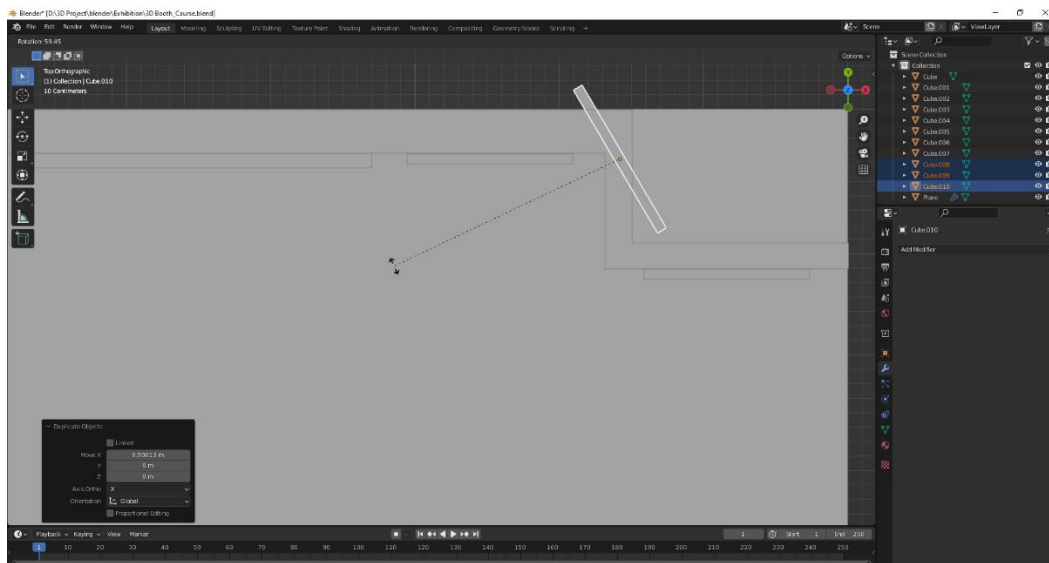 Blender* [D:\3D Project\blender\Exhibition\3D Booth_Caurse.blend]
File Edit Render Window Help Layout Modeling Sculpting UV Editing Texture Paint Shading Animation Rendering Compositing Geometry Nodes Scripting + Scene ViewLayer
Rotation: 59.45
Options
Top Orthographic
(1) Collection | Cube.010
10 Centimeters
Y
Z
X
Scene Collection
Collection
Cube
Cube.001
Cube.002
Cube.003
Cube.004
Cube.005
Cube.006
Cube.007
Cube.008
Cube.009
Cube.010
Plane
Cube.010
Add Modifier
Duplicate Objects
Linked
Move X 0.90813 m
Y 0 m
Z 0 m
Axis Ortho X
Orientation Global
Proportional Editing
Playback Keying View Marker 1 Start 1 End 250
1 10 20 30 40 50 60 70 80 90 100 110 120 130 140 150 160 170 180 190 200 210 220 230 240 250